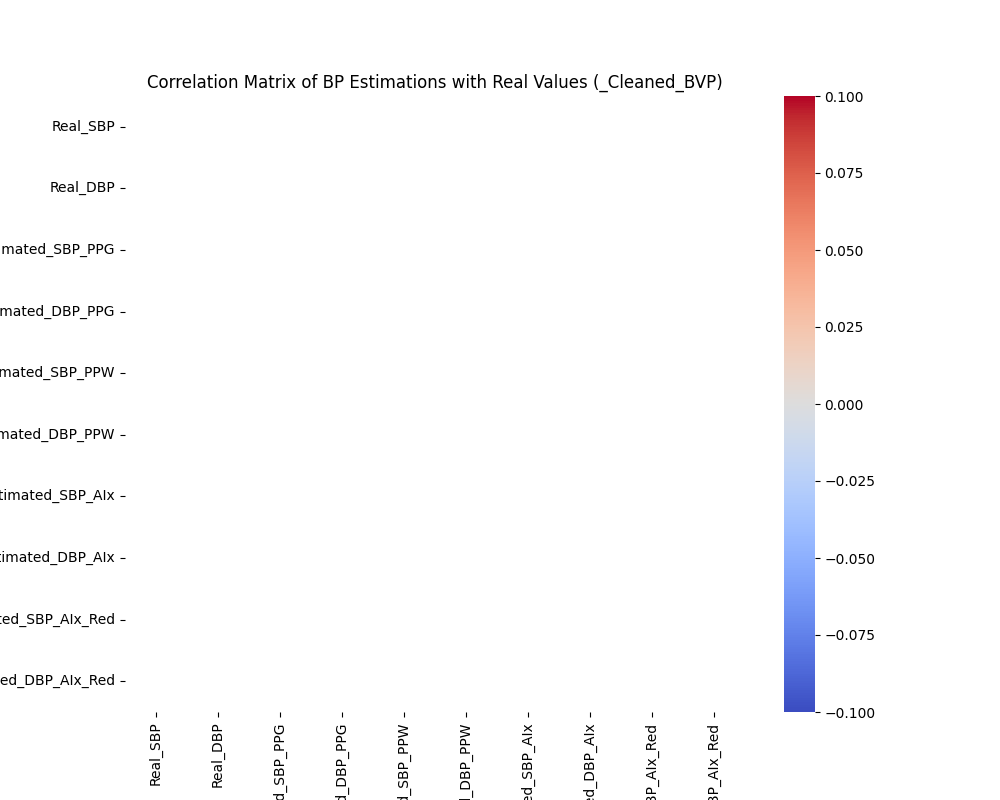 Correlation Matrix of BP Estimations with Real Values (_Cleaned_BVP)
Real_SBP
Real_DBP
mated_SBP_PPG
mated_DBP_PPG
mated_SBP_PPW
mated_DBP_PPW
timated_SBP_AIx
timated_DBP_AIx
ted_SBP_AIx_Red
ted_DBP_AIx_Red
Real_SBP
Real_DBP
d_SBP_PPG
d_DBP_PPG
d_SBP_PPW
d_DBP_PPW
ed_SBP_AIx
ed_DBP_AIx
BP_AIx_Red
BP_AIx_Red
0.100
0.075
0.050
0.025
0.000
−0.025
−0.050
−0.075
−0.100